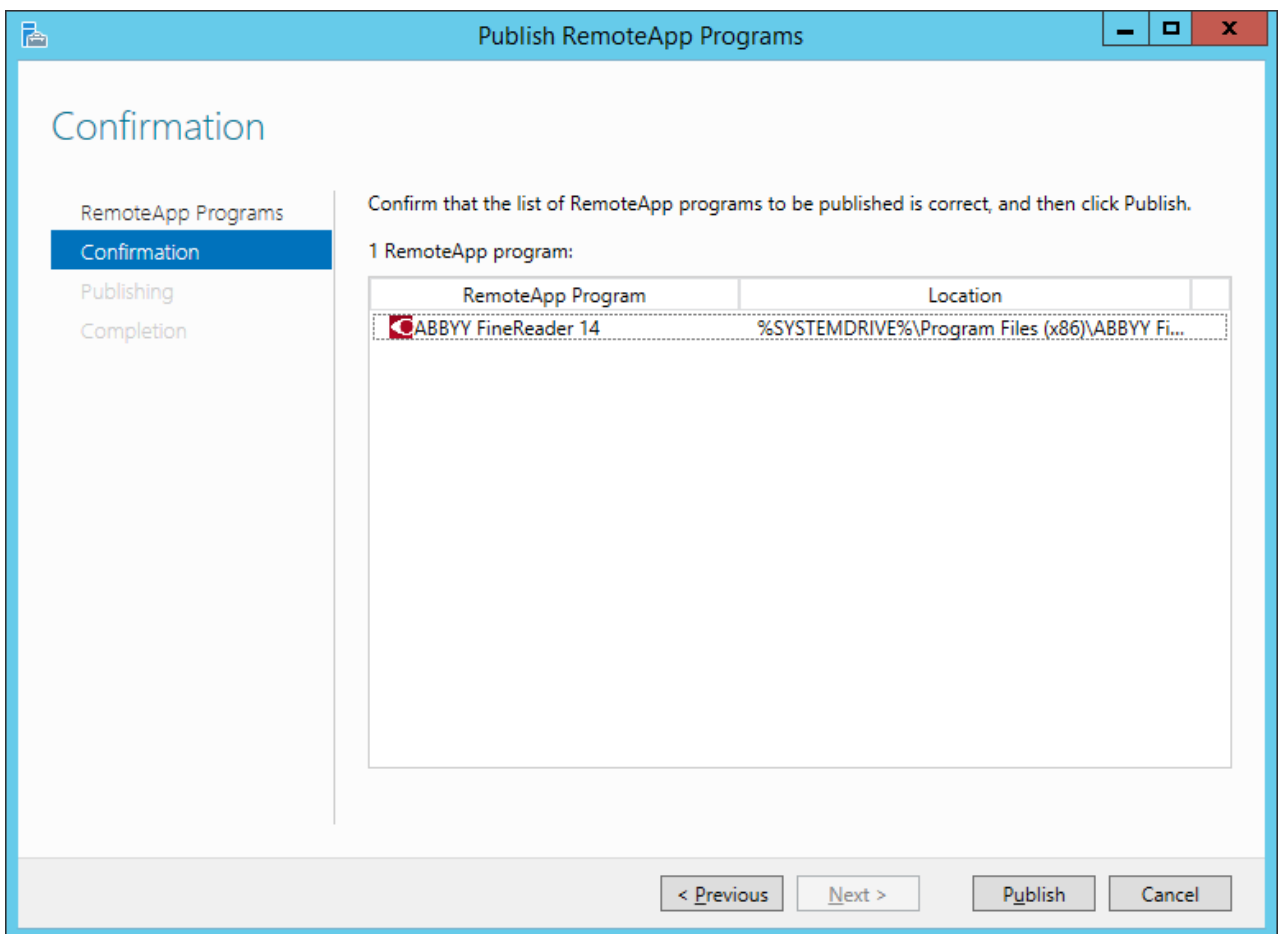 Publish RemoteApp Programs
Confirmation
RemoteApp Programs
Confirmation
Publishing
Completion
Confirm that the list of RemoteApp programs to be published is correct, and then click Publish.
1 RemoteApp program:
RemoteApp Program Location
ABBYY FineReader 14 %SYSTEMDRIVE%\Program Files (x86)\ABBYY Fi...
< Previous Next > Publish Cancel